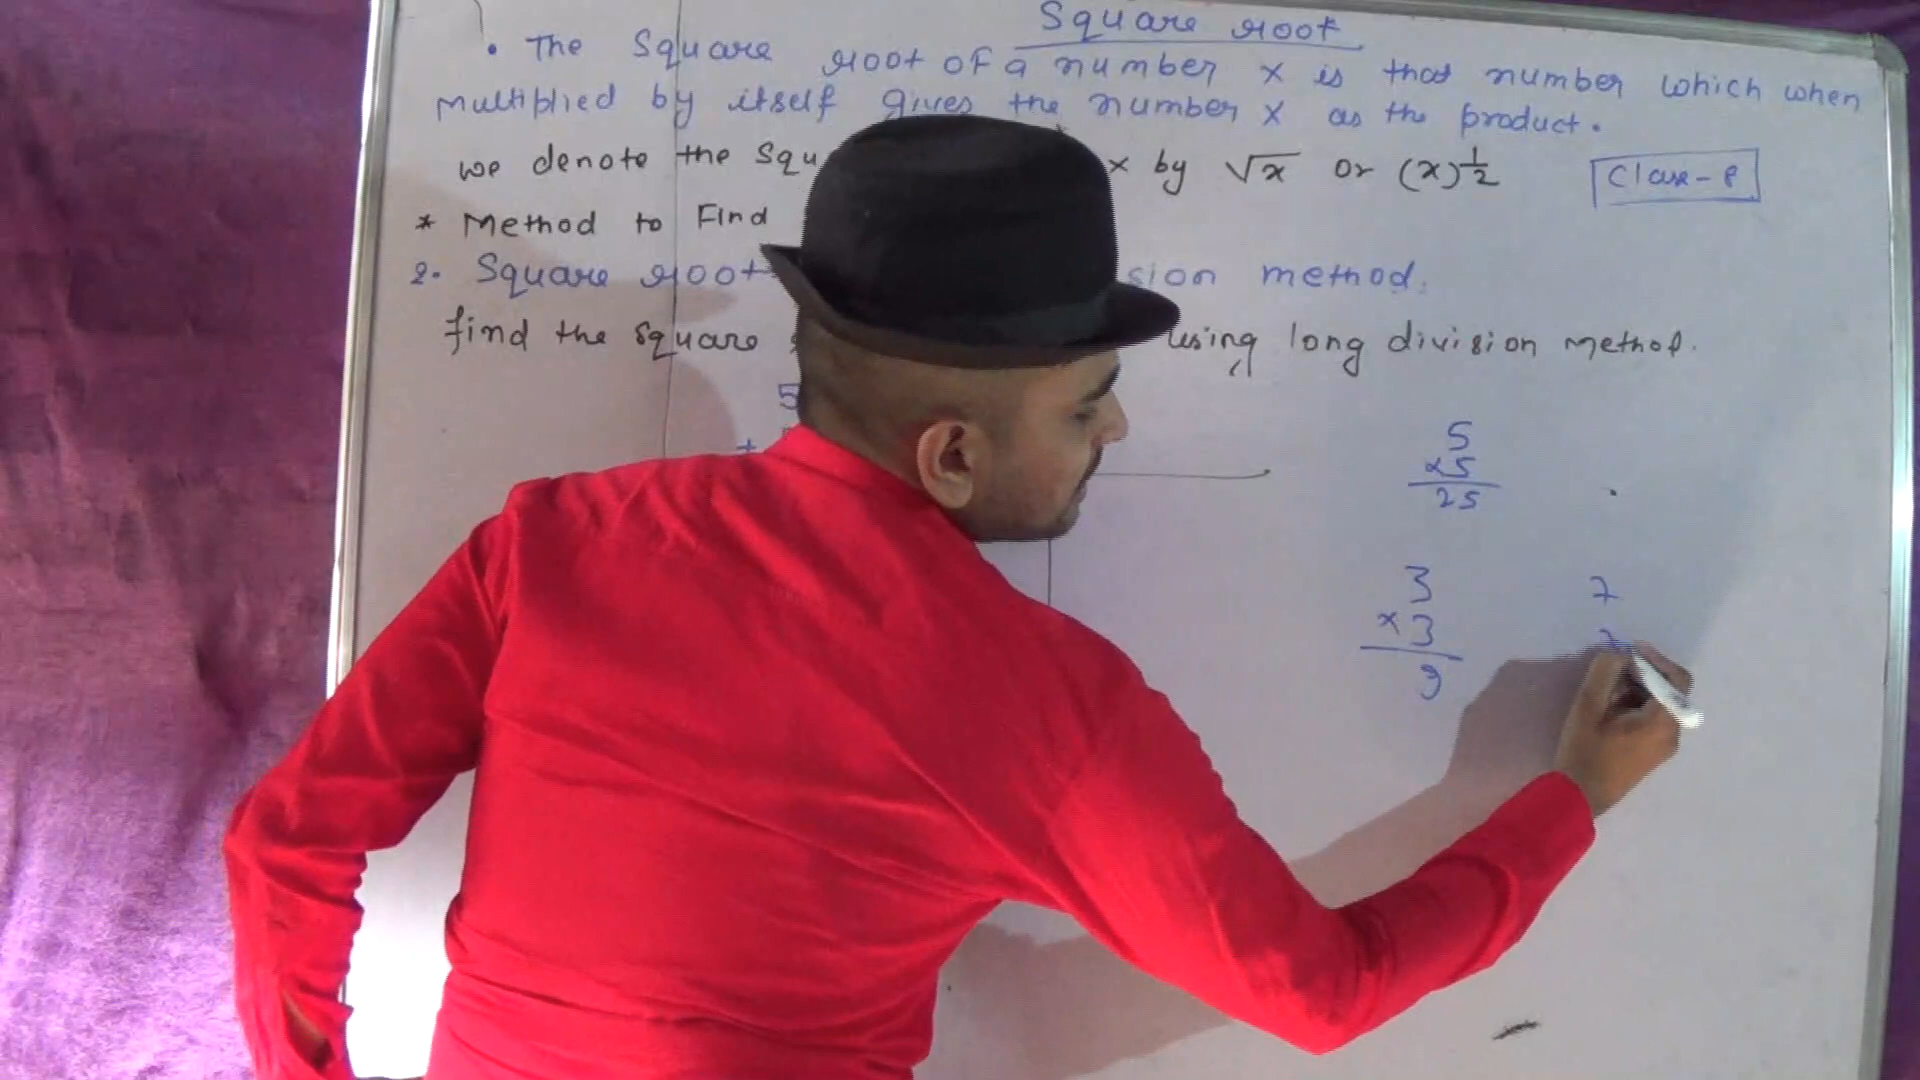 Square root
• The Square root of a number x is that number which when
multiplied by itself gives the number x as the product.
we denote the Squ x by √x or (x)½
Class-8
* Method to Find
2. Square root sion method.
find the square using long division method.
5
+
5
×5
25
3
×3
9
7
7